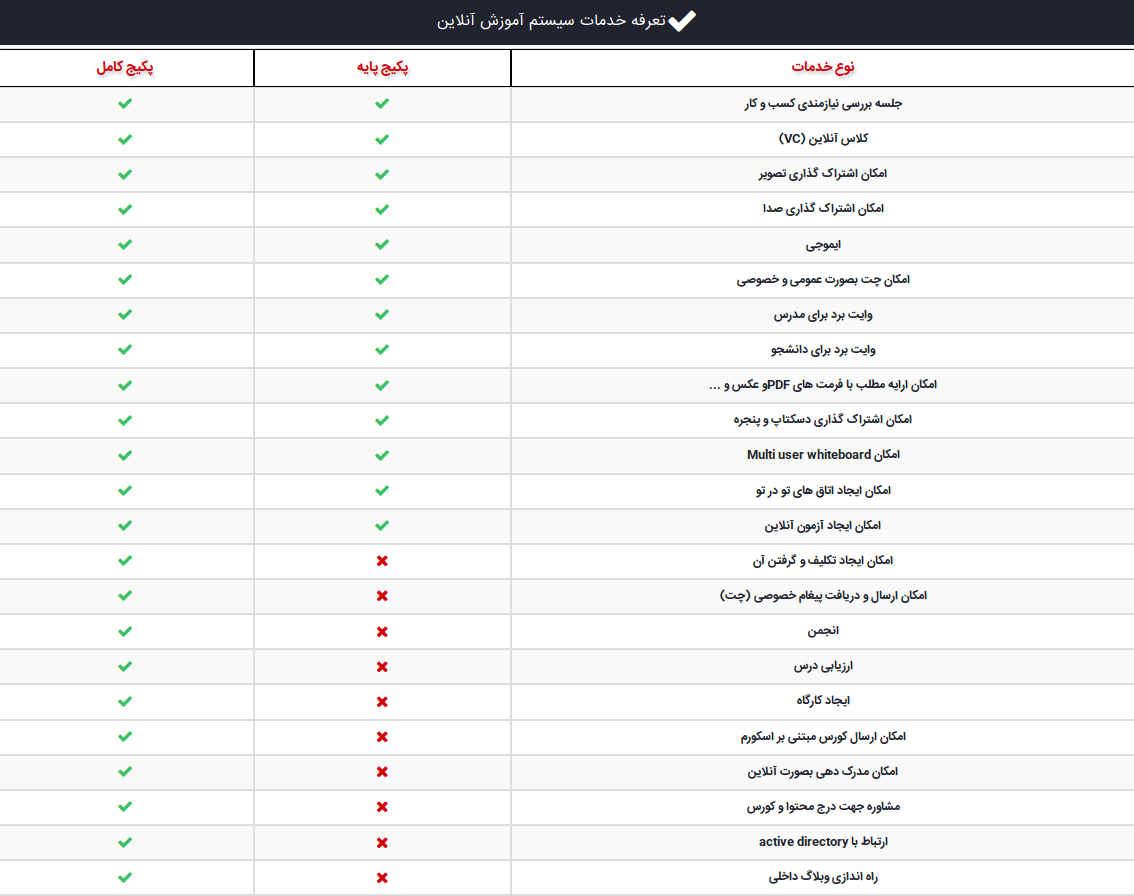 تعرفه خدمات سیستم آموزش آنلاین
نوع خدمات پکیج پایه پکیج کامل
جلسه بررسی نیازمندی کسب و کار
کلاس آنلاین (VC)
امکان اشتراک گذاری تصویر
امکان اشتراک گذاری صدا
ایموجی
امکان چت بصورت عمومی و خصوصی
وایت برد برای مدرس
وایت برد برای دانشجو
امکان ارایه مطلب با فرمت های PDFو عکس و ...
امکان اشتراک گذاری دسکتاپ و پنجره
امکان Multi user whiteboard
امکان ایجاد اتاق های تو در تو
امکان ایجاد آزمون آنلاین
امکان ایجاد تکلیف و گرفتن آن
امکان ارسال و دریافت پیغام خصوصی (چت)
انجمن
ارزیابی درس
ایجاد کارگاه
امکان ارسال کورس مبتنی بر اسکورم
امکان مدرک دهی بصورت آنلاین
مشاوره جهت درج محتوا و کورس
ارتباط با active directory
راه اندازی وبلاگ داخلی